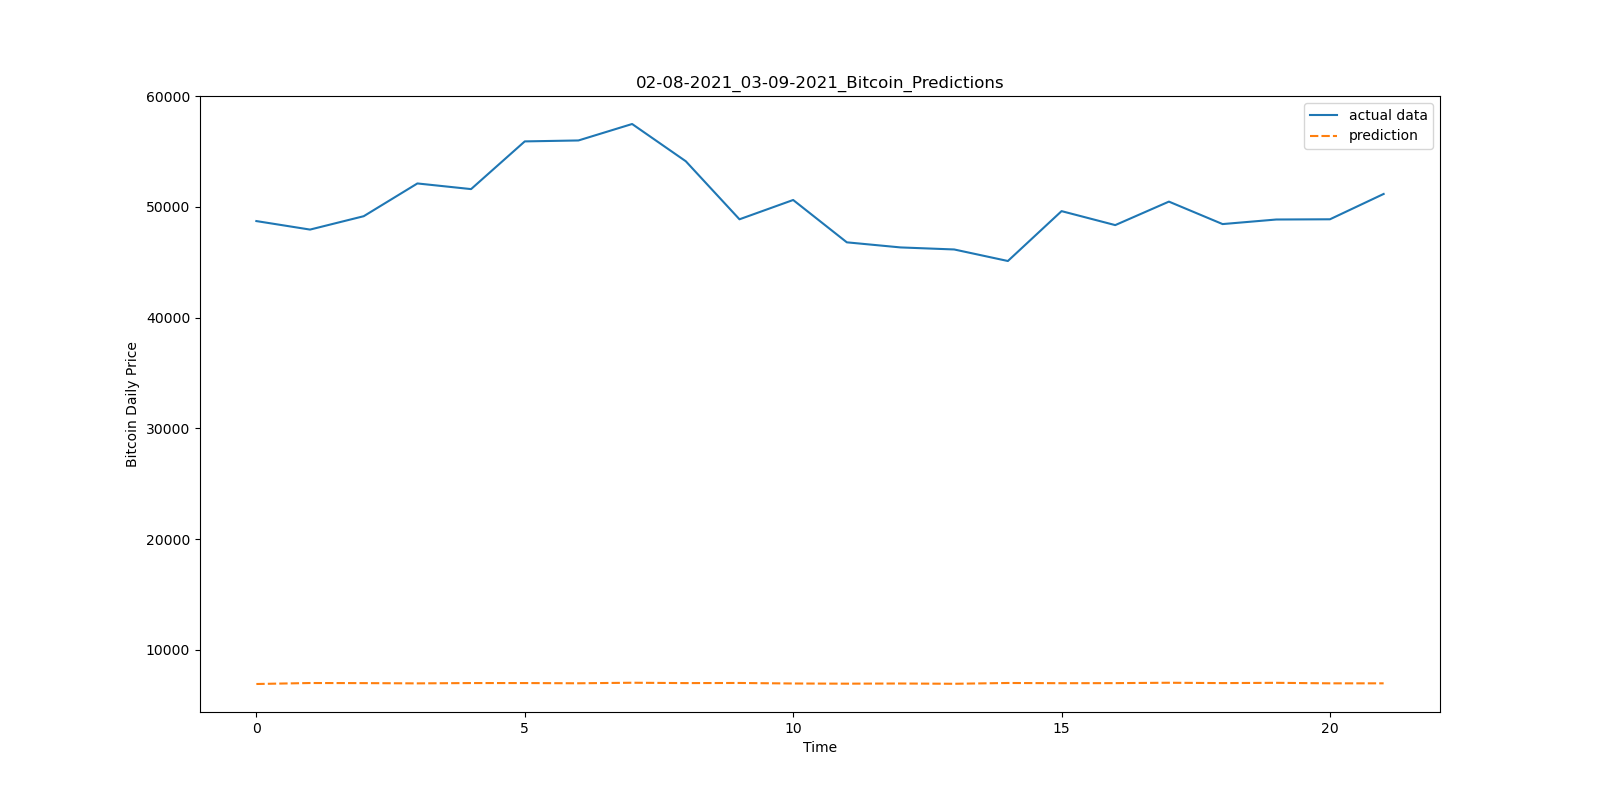 02-08-2021_03-09-2021_Bitcoin_Predictions
actual data
prediction
60000
50000
40000
30000
20000
10000
Bitcoin Daily Price
0 5 10 15 20
Time